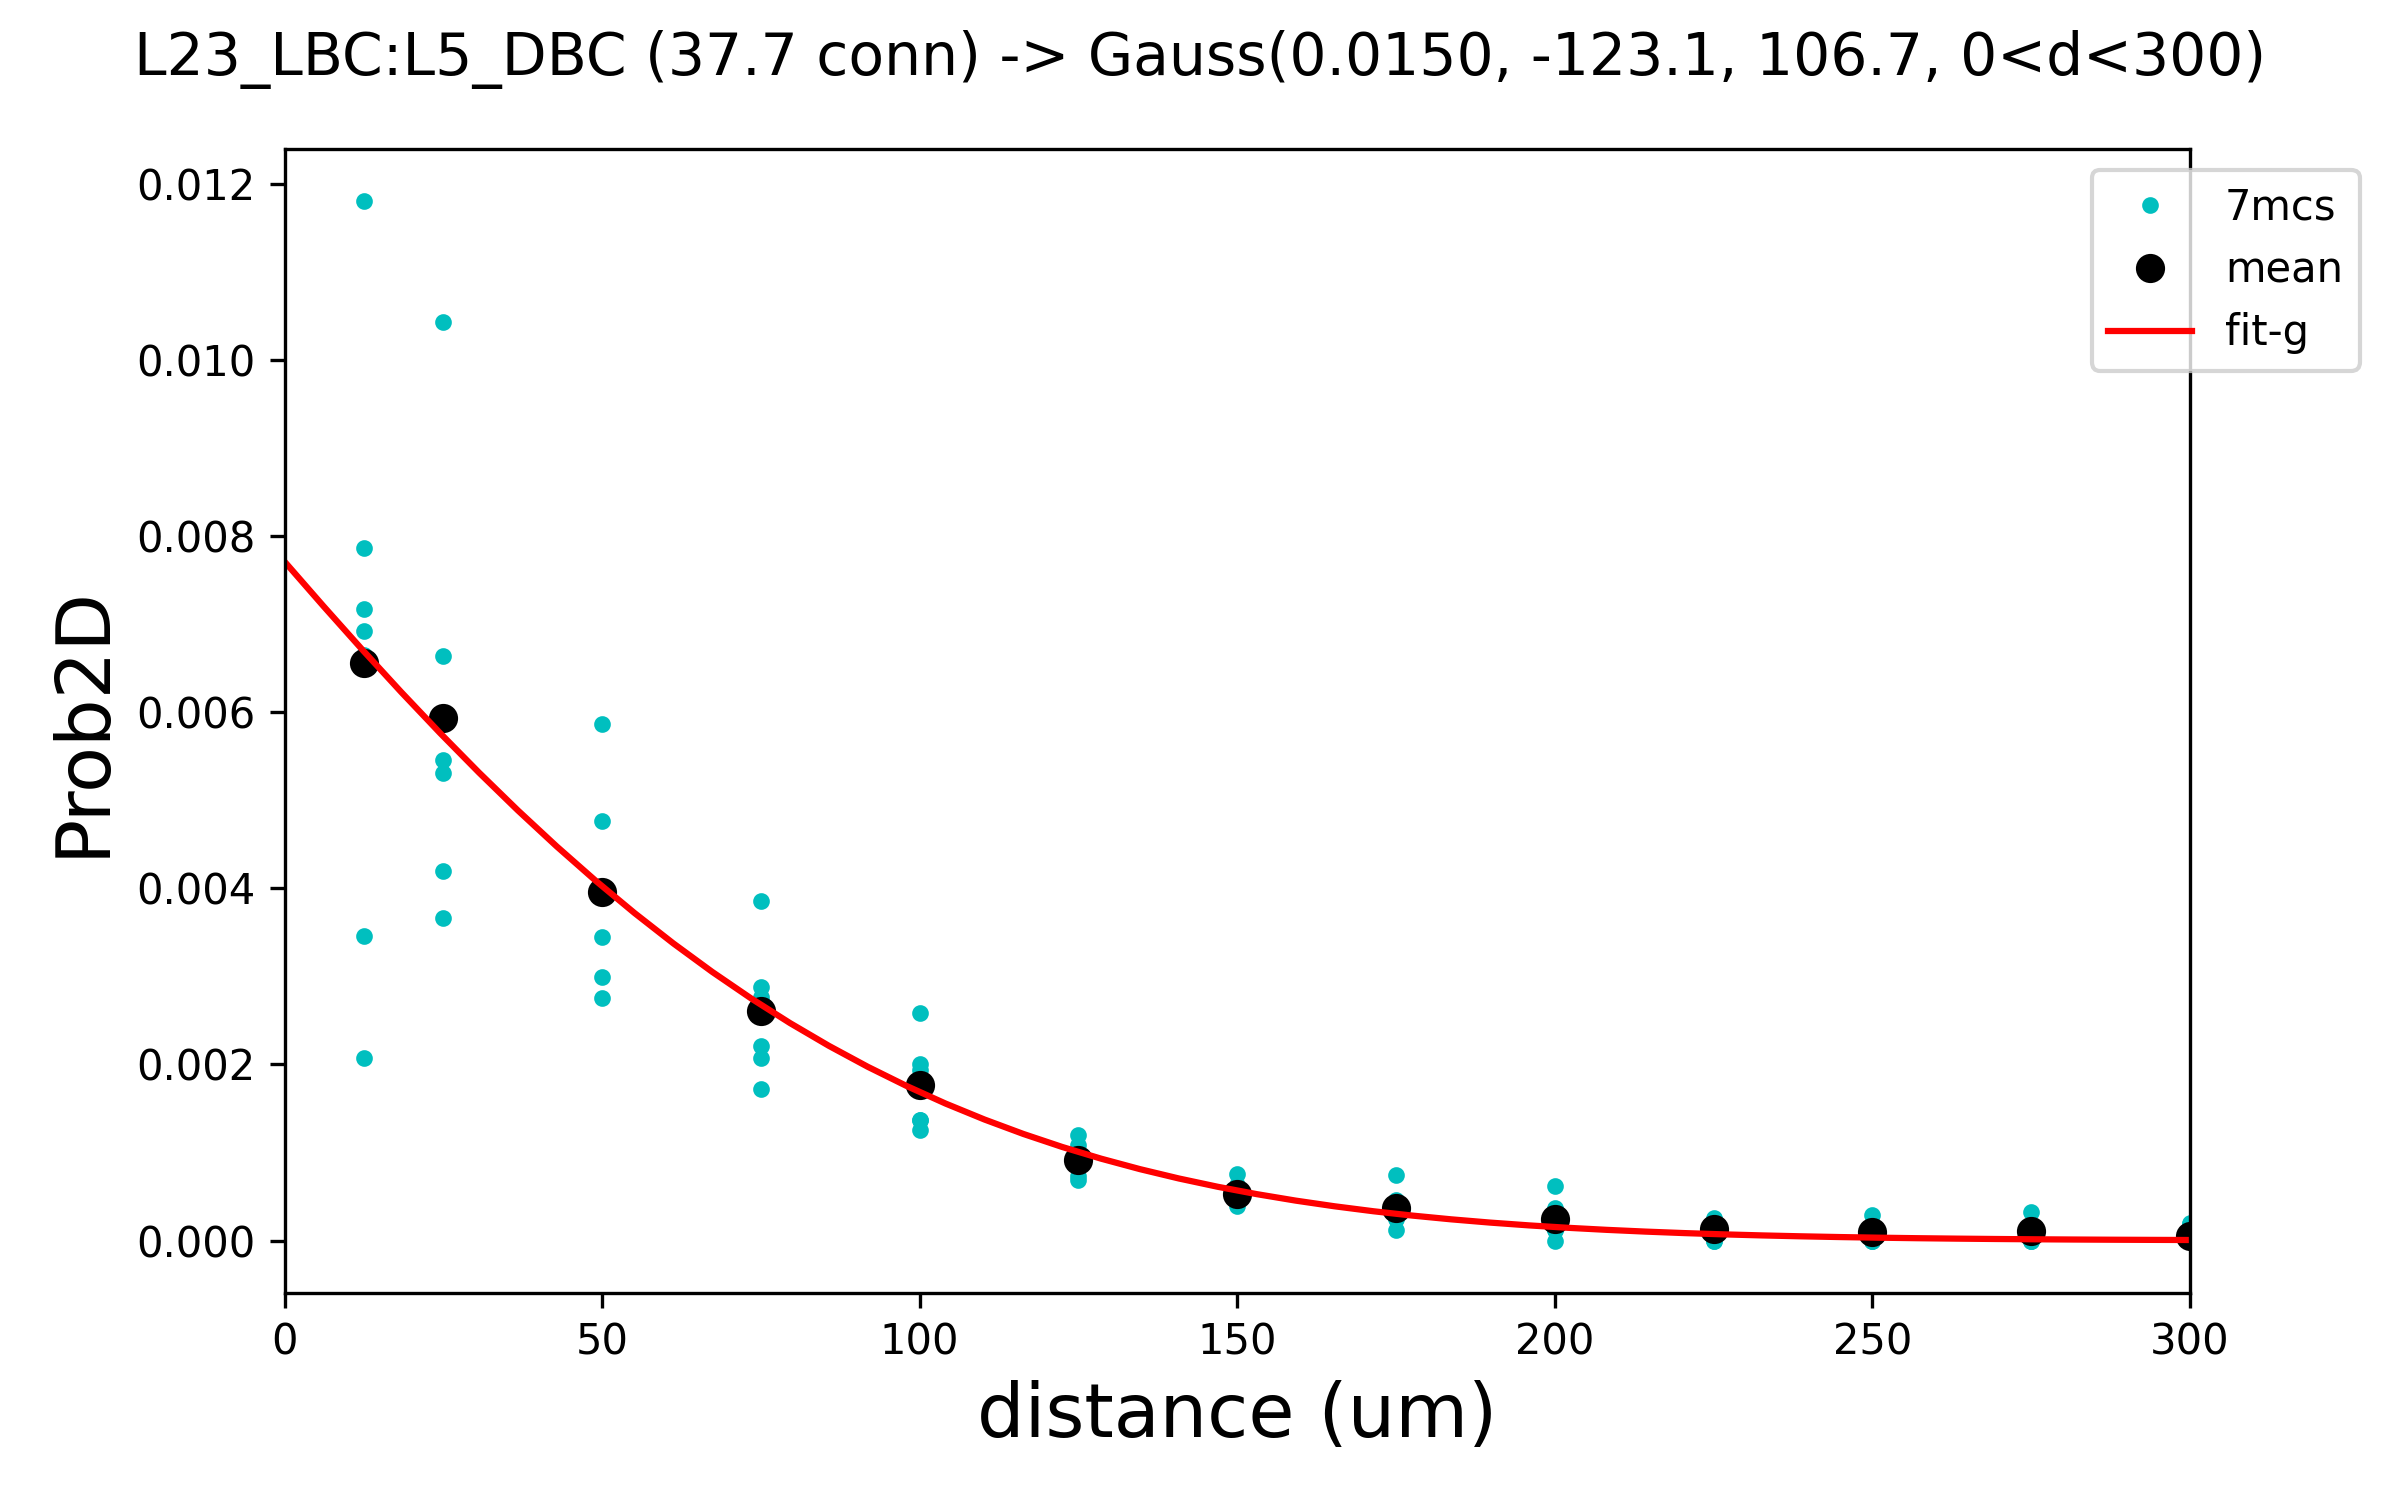 L23_LBC:L5_DBC (37.7 conn) -> Gauss(0.0150, -123.1, 106.7, 0<d<300)
7mcs
mean
fit-g
Prob2D
0.012
0.010
0.008
0.006
0.004
0.002
0.000
0 50 100 150 200 250 300
distance (um)